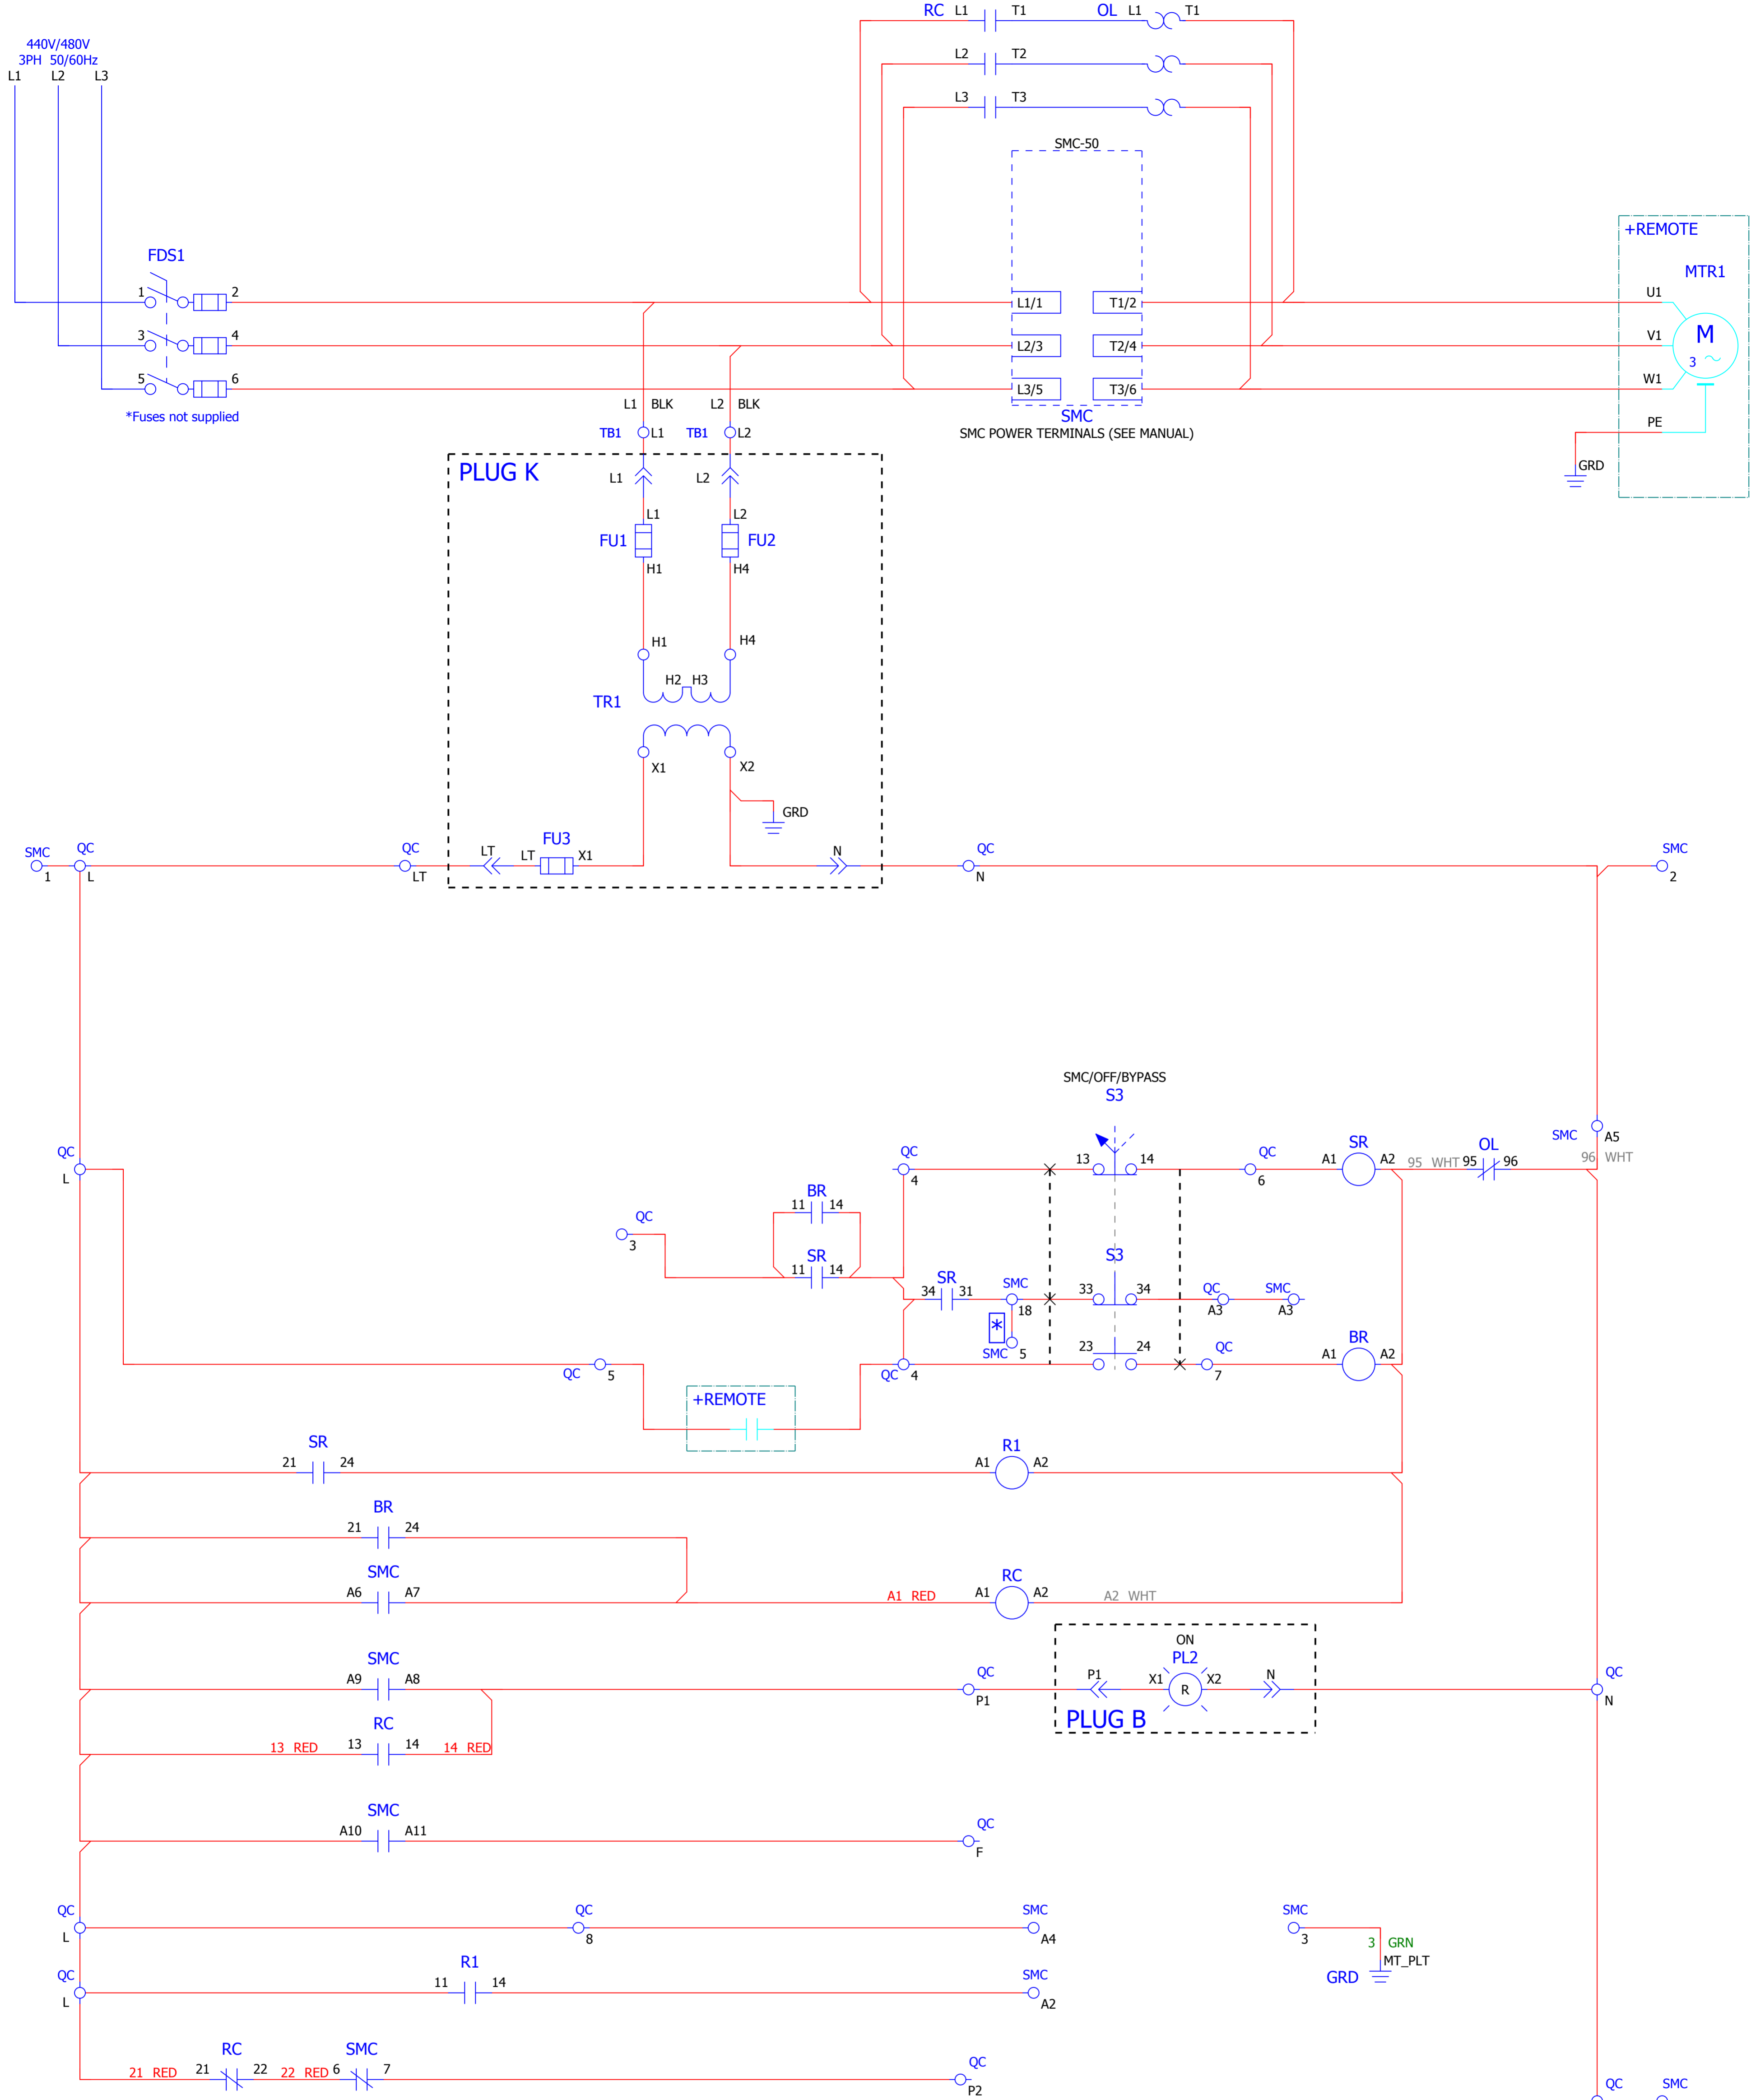 RC L1 T1 OL L1 T1
440V/480V
3PH 50/60Hz
L1 L2 L3
L2 T2
L3 T3
SMC-50
+REMOTE
MTR1
FDS1
1 2
L1/1 T1/2
U1
3 4
L2/3 T2/4
V1
M
3
5 6
L3/5 T3/6
W1
*Fuses not supplied
L1 BLK L2 BLK
SMC
SMC POWER TERMINALS (SEE MANUAL)
PE
GRD
TB1 L1 TB1 L2
PLUG K
L1 L2
L1 L2
FU1 FU2
H1 H4
H1 H4
H2 H3
TR1
X1 X2
GRD
SMC QC QC
1 L LT
LT LT FU3 X1
N
QC
N
SMC
2
SMC/OFF/BYPASS
S3
SMC A5
96 WHT
QC
L
QC
4
13 14
QC
6
SR
A1 A2
95 WHT 95 OL 96
BR
11 14
QC
3
SR
11 14
S3
SR
34 31
SMC
18
33 34
QC
A3
SMC
A3
*
SMC 5
23 24
QC
7
BR
A1 A2
QC 5
QC 4
+REMOTE
SR
21 24
R1
A1 A2
BR
21 24
SMC
A6 A7
A1 RED
RC
A1 A2
A2 WHT
ON
PL2
SMC
A9 A8
QC
P1
P1 X1 R X2 N
QC
N
PLUG B
RC
13 RED 13 14 14 RED
SMC
A10 A11
QC
F
QC
L
QC
8
SMC
A4
SMC
3
3 GRN
MT_PLT
GRD
QC
L
R1
11 14
SMC
A2
RC SMC
21 RED 21 22 22 RED 6 7
QC
P2
QC SMC